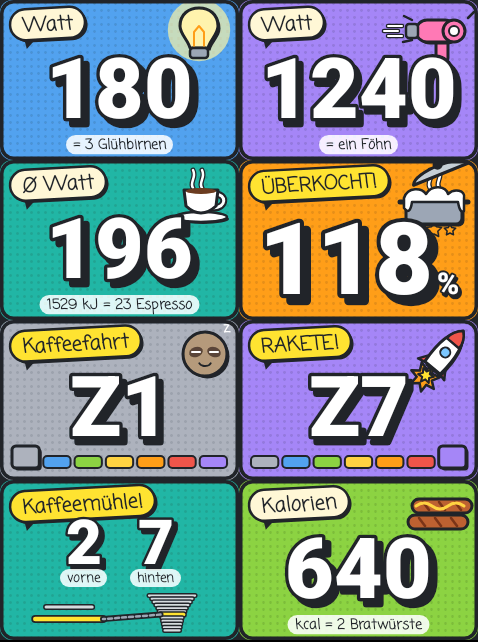 Watt
180
= 3 Glühbirnen
Watt
1240
= ein Föhn
Ø Watt
196
1529 kJ = 23 Espresso
ÜBERKOCHT!
118 %
Kaffeefahrt
Z1
z
RAKETE!
Z7
Kaffeemühle!
2 7
vorne hinten
Kalorien
640
kcal = 2 Bratwürste